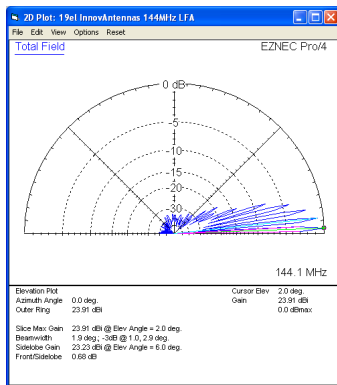 2D Plot: 19el InnovAntennas 144MHz LFA
File Edit View Options Reset
Total Field EZNEC Pro/4
0 dB
-5
-10
-15
-20
-30
144.1 MHz
Elevation Plot Cursor Elev 2.0 deg.
Azimuth Angle 0.0 deg. Gain 23.91 dBi
Outer Ring 23.91 dBi 0.0 dBmax
Slice Max Gain 23.91 dBi @ Elev Angle = 2.0 deg.
Beamwidth 1.9 deg.; -3dB @ 1.0, 2.9 deg.
Sidelobe Gain 23.23 dBi @ Elev Angle = 6.0 deg.
Front/Sidelobe 0.68 dB